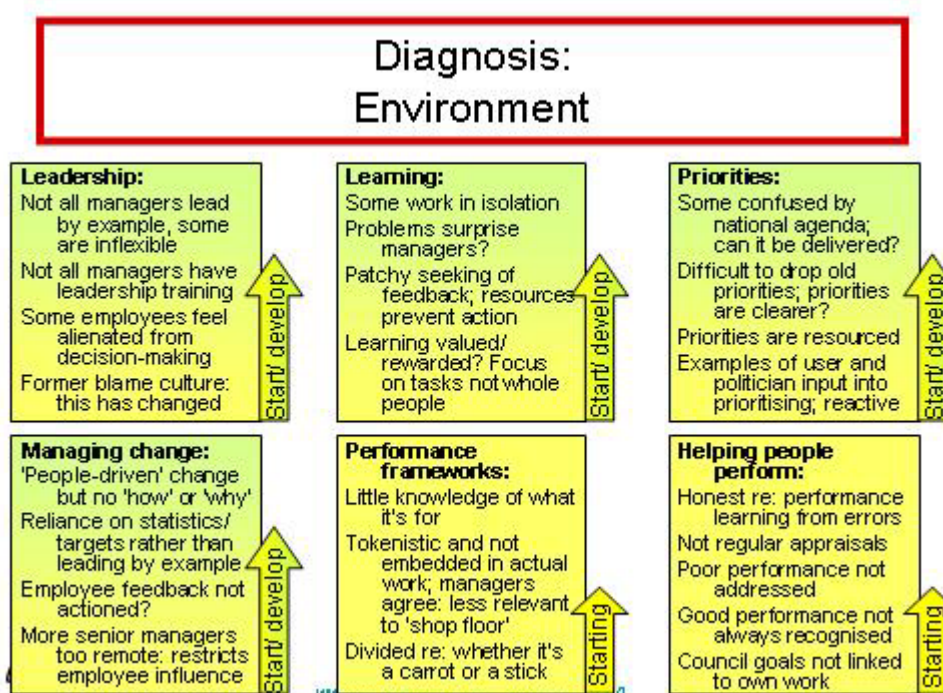 Diagnosis:
Environment
Leadership:
Not all managers lead
by example, some
are inflexible
Not all managers have
leadership training
Some employees feel
alienated from
decision-making
Former blame culture:
this has changed
Start/ develop
Learning:
Some work in isolation
Problems surprise
managers?
Patchy seeking of
feedback; resources
prevent action
Learning valued/
rewarded? Focus
on tasks not whole
people
Start/ develop
Priorities:
Some confused by
national agenda;
can it be delivered?
Difficult to drop old
priorities; priorities
are clearer?
Priorities are resourced
Examples of user and
politician input into
prioritising; reactive
Start/ develop
Managing change:
'People-driven' change
but no 'how' or 'why'
Reliance on statistics/
targets rather than
leading by example
Employee feedback not
actioned?
More senior managers
too remote: restricts
employee influence
Start/ develop
Performance
frameworks:
Little knowledge of what
it's for
Tokenistic and not
embedded in actual
work; managers
agree: less relevant
to 'shop floor'
Divided re: whether it's
a carrot or a stick
Starting
Helping people
perform:
Honest re: performance
learning from errors
Not regular appraisals
Poor performance not
addressed
Good performance not
always recognised
Council goals not linked
to own work
Starting